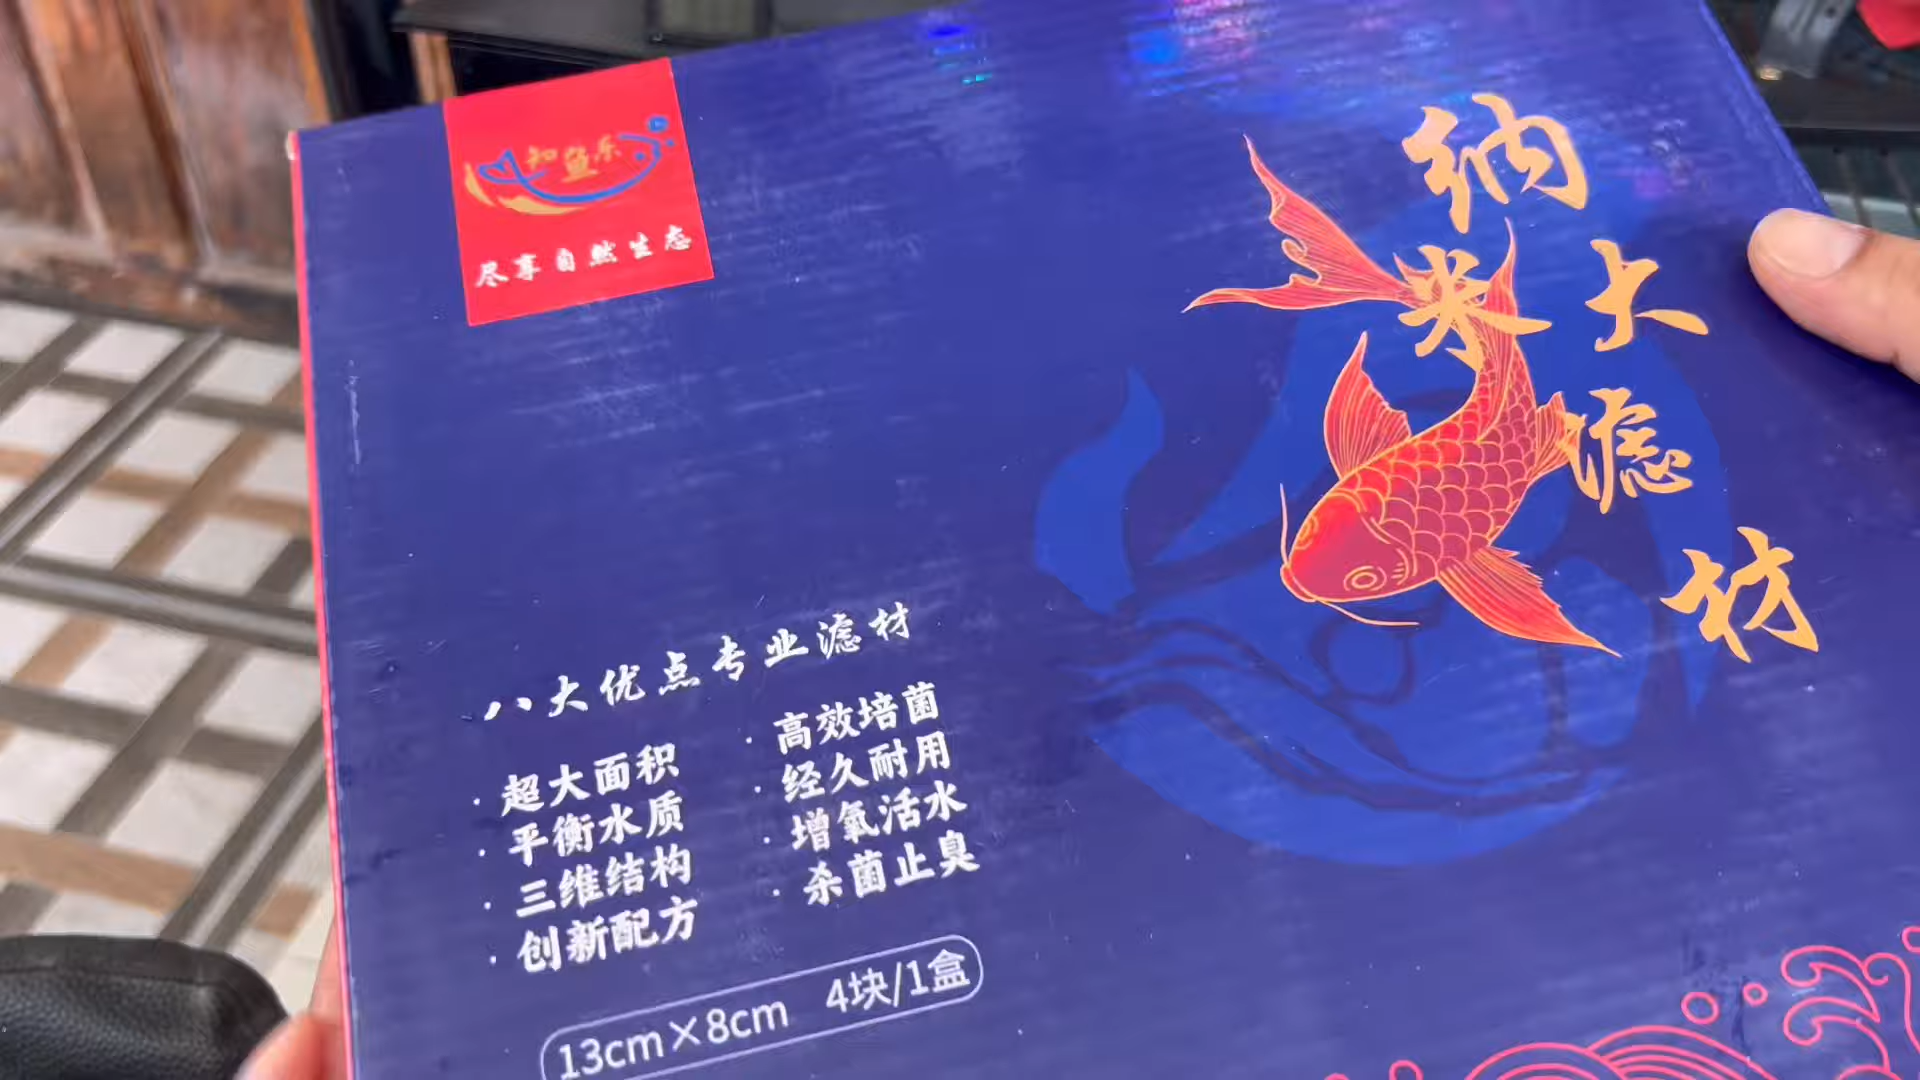 知鱼乐
尽享自然生态
纳米
大滤材
八大优点专业滤材
· 超大面积
· 平衡水质
· 三维结构
· 创新配方
· 高效培菌
· 经久耐用
· 增氧活水
· 杀菌止臭
13cm×8cm 4块/1盒